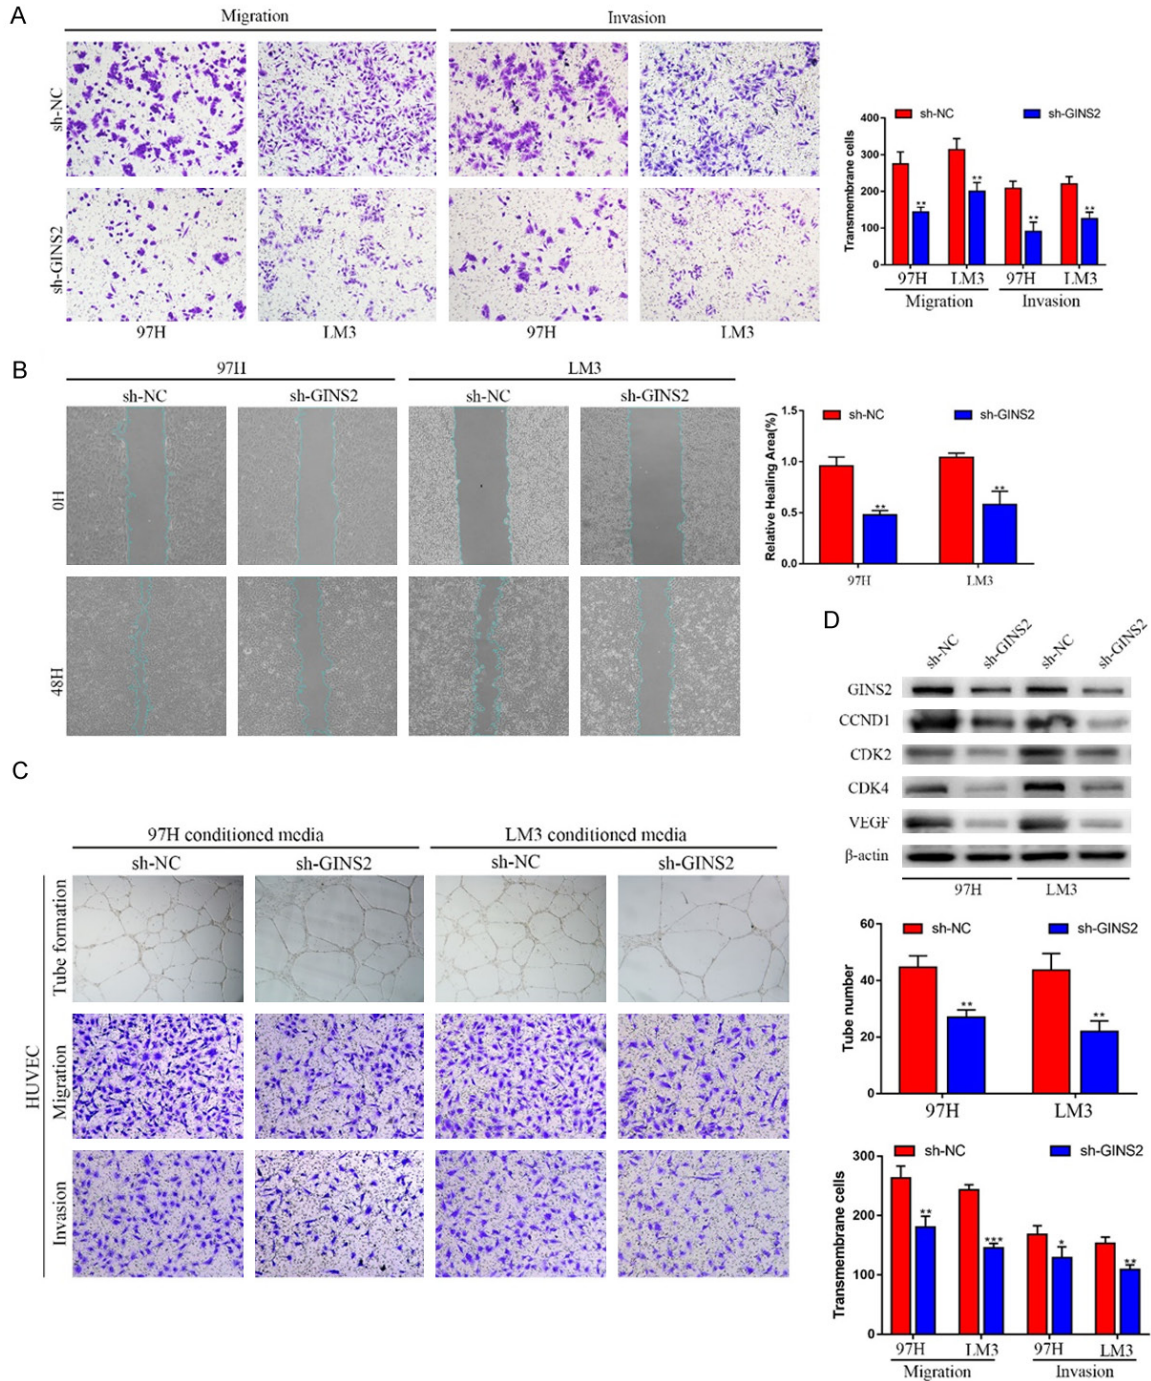 A
Migration
Invasion
sh-NC
sh-GINS2
97H
LM3
97H
LM3
sh-NC
sh-GINS2
Transmembrane cells
400
300
200
100
0
**
**
**
**
97H
LM3
97H
LM3
Migration
Invasion
B
97H
LM3
sh-NC
sh-GINS2
sh-NC
sh-GINS2
0H
48H
sh-NC
sh-GINS2
Relative Healing Area(%)
1.5
1.0
0.5
0.0
**
**
97H
LM3
C
97H conditioned media
LM3 conditioned media
sh-NC
sh-GINS2
sh-NC
sh-GINS2
HUVEC
Tube formation
Migration
Invasion
D
sh-NC
sh-GINS2
sh-NC
sh-GINS2
GINS2
CCND1
CDK2
CDK4
VEGF
β-actin
97H
LM3
sh-NC
sh-GINS2
Tube number
60
40
20
0
**
**
97H
LM3
sh-NC
sh-GINS2
Transmembrane cells
300
200
100
0
**
***
*
**
97H
LM3
97H
LM3
Migration
Invasion